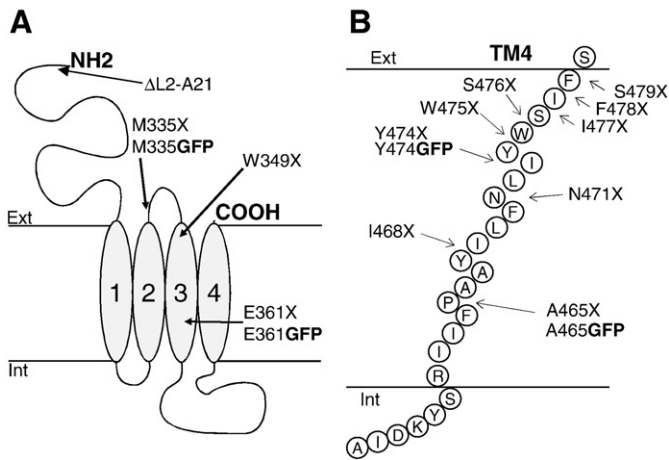 A
NH2
ΔL2-A21
M335X
M335GFP
W349X
COOH
Ext
1 2 3 4
E361X
E361GFP
Int
B
Ext
TM4
S
F
S479X
S476X
I
F478X
W475X
S
I477X
W
Y474X
Y474GFP
Y
I
L
N
N471X
F
L
I468X
I
Y
A
A
P
A465X
F
A465GFP
I
I
R
Int
S
Y
K
D
I
A